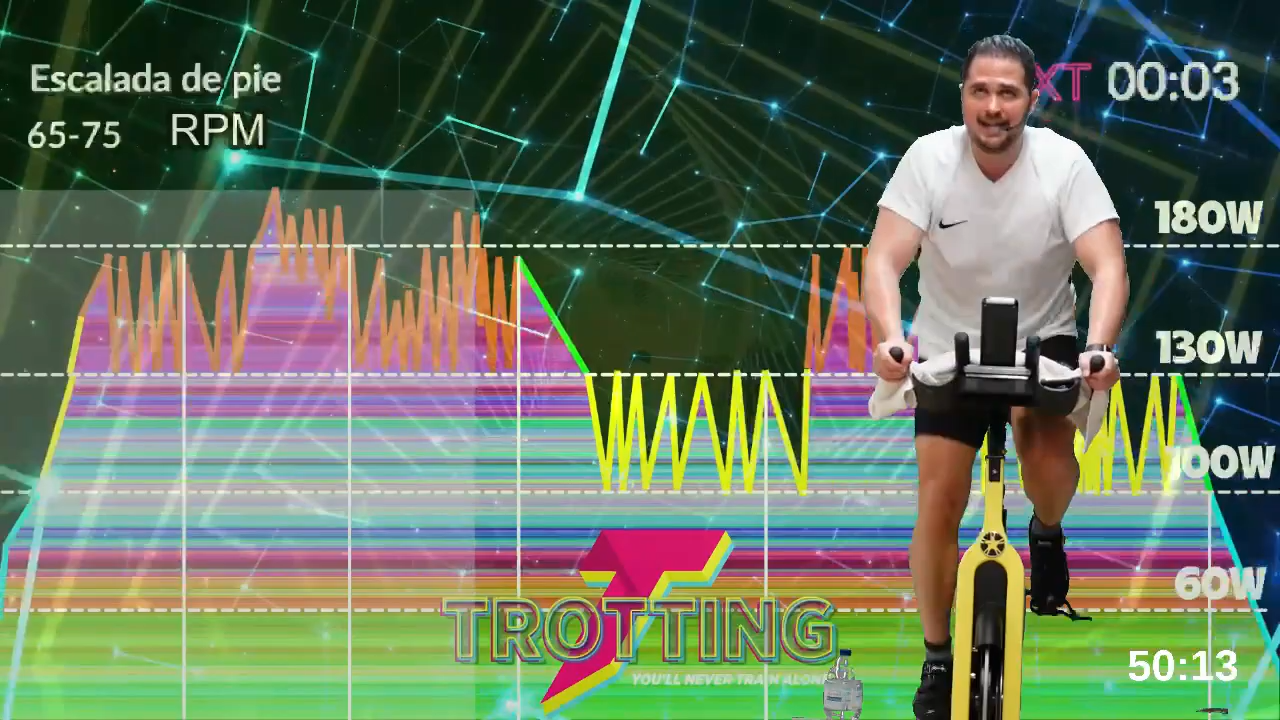 Escalada de pie
XT 00:03
65-75 RPM
180W
130W
100W
60W
TROTTING
YOU'LL NEVER TRAIN ALONE
50:13